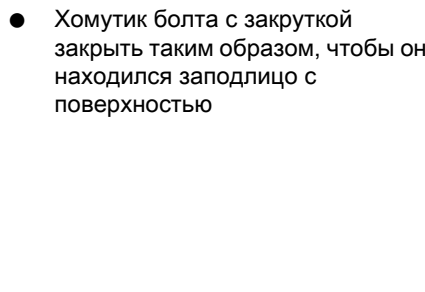 ● Хомутик болта с закруткой
закрыть таким образом, чтобы он
находился заподлицо с
поверхностью